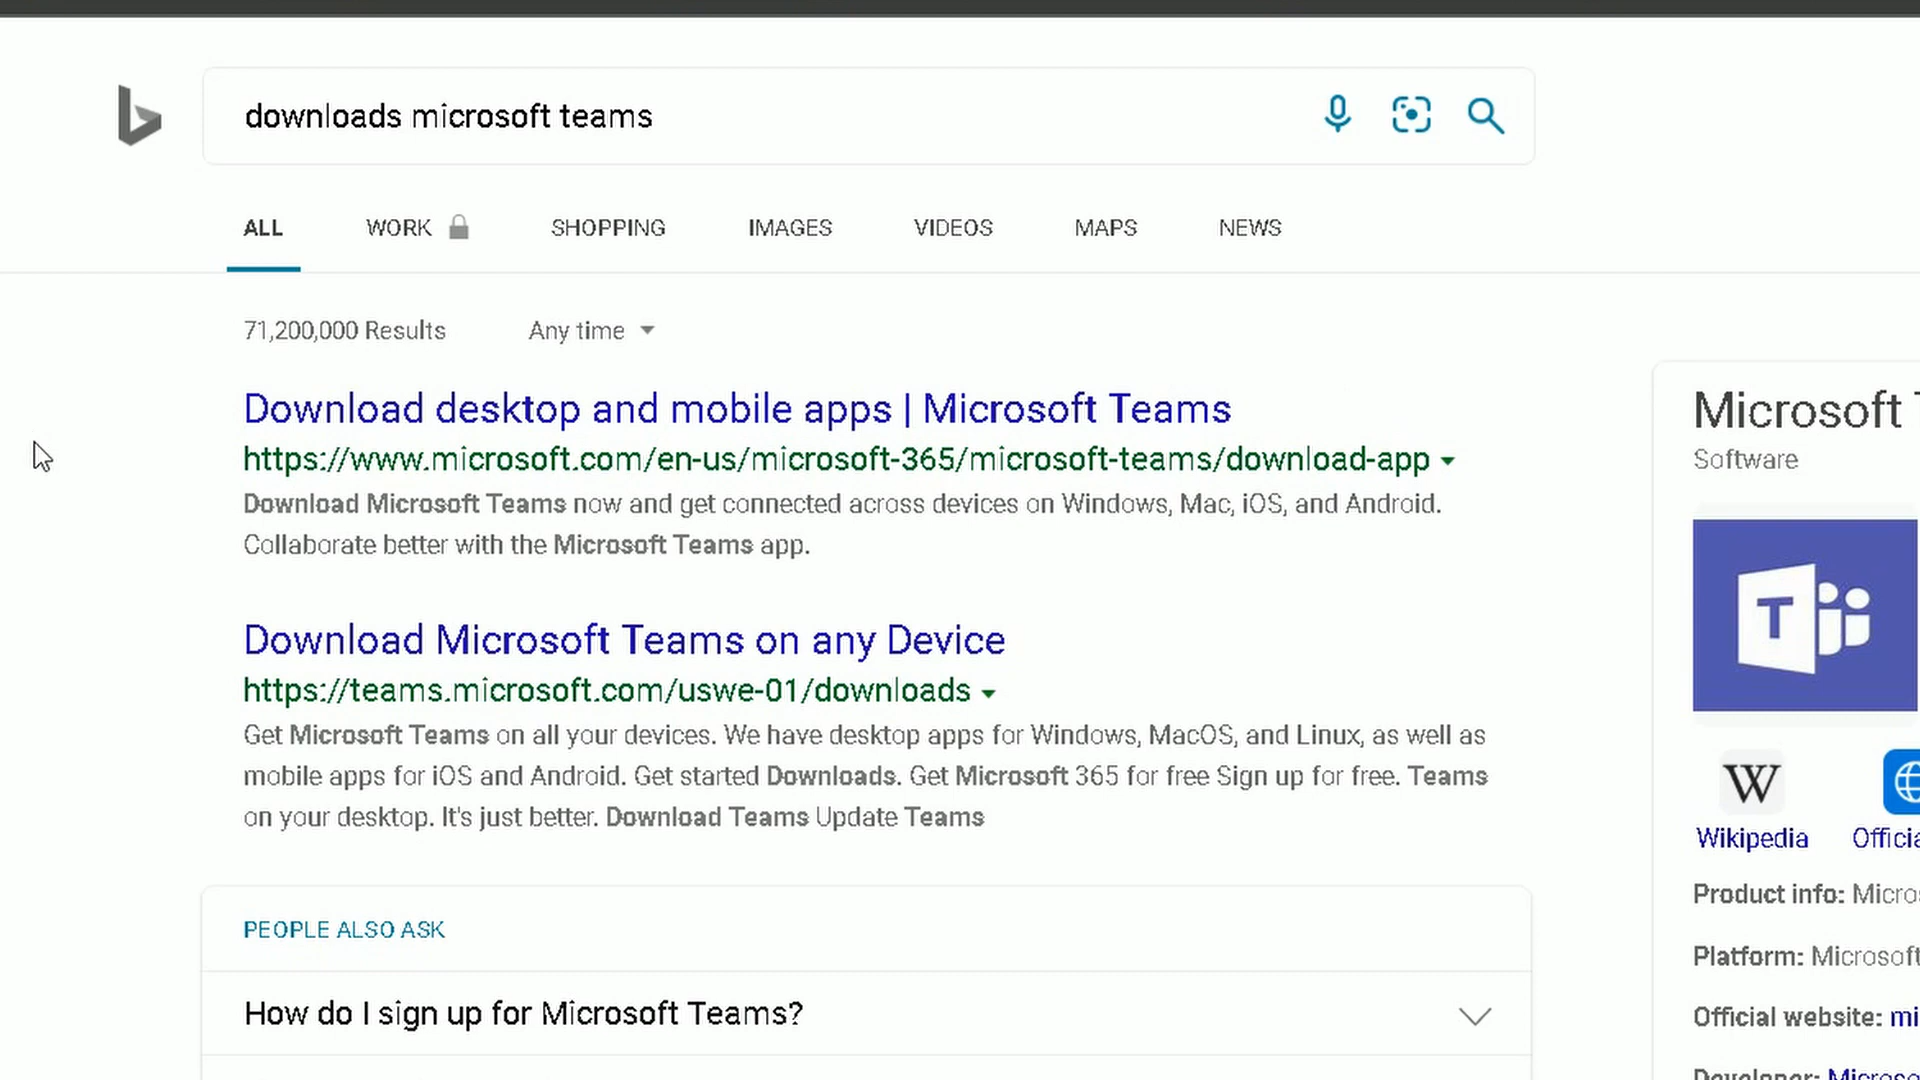 downloads microsoft teams
ALL WORK SHOPPING IMAGES VIDEOS MAPS NEWS
71,200,000 Results Any time
Download desktop and mobile apps | Microsoft Teams
https://www.microsoft.com/en-us/microsoft-365/microsoft-teams/download-app
Download Microsoft Teams now and get connected across devices on Windows, Mac, iOS, and Android.
Collaborate better with the Microsoft Teams app.
Download Microsoft Teams on any Device
https://teams.microsoft.com/uswe-01/downloads
Get Microsoft Teams on all your devices. We have desktop apps for Windows, MacOS, and Linux, as well as
mobile apps for iOS and Android. Get started Downloads. Get Microsoft 365 for free Sign up for free. Teams
on your desktop. It's just better. Download Teams Update Teams
PEOPLE ALSO ASK
How do I sign up for Microsoft Teams?
Microsoft
Software
T
W
Wikipedia Officia
Product info: Micro
Platform: Microsoft
Official website: mi
Developer: Microso